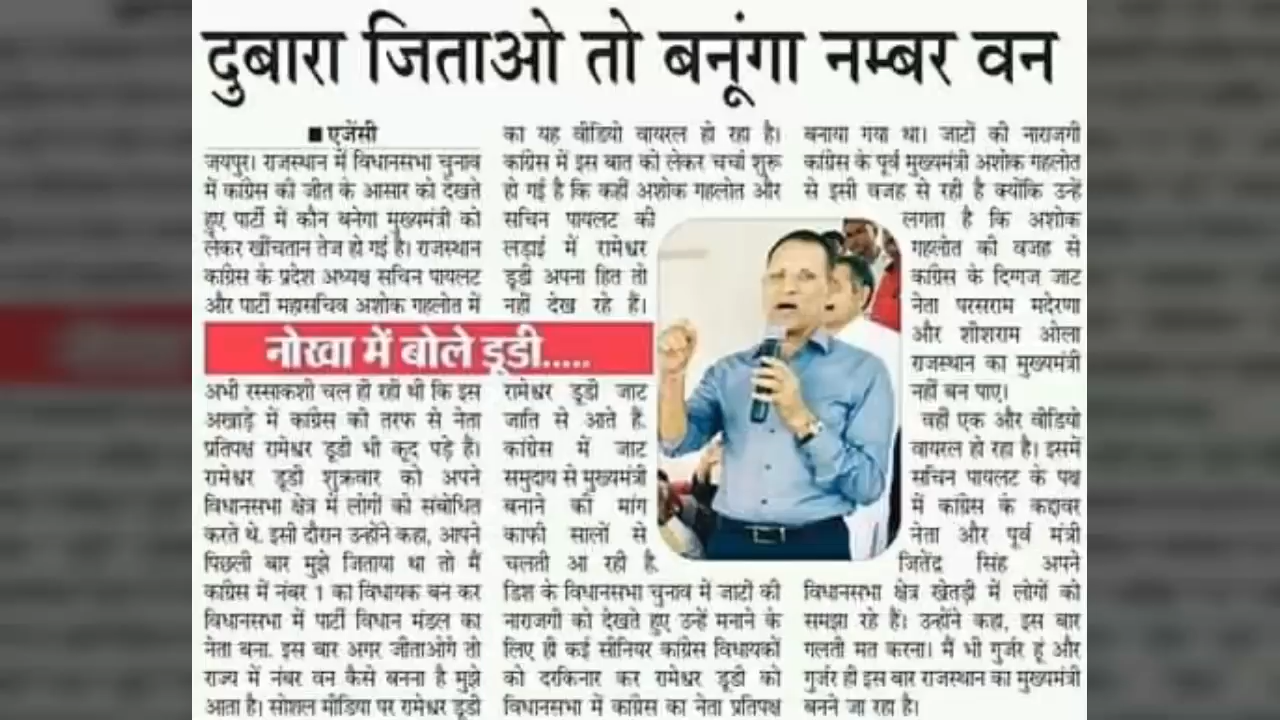 दुबारा जिताओ तो बनूंगा नम्बर वन
■ एजेंसी
जयपुर। राजस्थान में विधानसभा चुनाव
में कांग्रेस की जीत के आसार को देखते
हुए पार्टी में कौन बनेगा मुख्यमंत्री को
लेकर खींचतान तेज हो गई है। राजस्थान
कांग्रेस के प्रदेश अध्यक्ष सचिन पायलट
और पार्टी महासचिव अशोक गहलोत में
नोखा में बोले डूडी.....
अभी रस्साकशी चल ही रही थी कि इस
अखाड़े में कांग्रेस की तरफ से नेता
प्रतिपक्ष रामेश्वर डूडी भी कूद पड़े हैं।
रामेश्वर डूडी शुक्रवार को अपने
विधानसभा क्षेत्र में लोगों को संबोधित
करते थे. इसी दौरान उन्होंने कहा, आपने
पिछली बार मुझे जिताया था तो मैं
कांग्रेस में नंबर 1 का विधायक बन कर
विधानसभा में पार्टी विधान मंडल का
नेता बना. इस बार अगर जीताओगे तो
राज्य में नंबर वन कैसे बनना है मुझे
आता है। सोशल मीडिया पर रामेश्वर डूडी
का यह वीडियो वायरल हो रहा है।
कांग्रेस में इस बात को लेकर चर्चा शुरू
हो गई है कि कहीं अशोक गहलोत और
सचिन पायलट की
लड़ाई में रामेश्वर
डूडी अपना हित तो
नहीं देख रहे हैं।
रामेश्वर डूडी जाट
जाति से आते हैं.
कांग्रेस में जाट
समुदाय से मुख्यमंत्री
बनाने की मांग
काफी सालों से
चलती आ रही है.
डिश के विधानसभा चुनाव में जाटों की
नाराजगी को देखते हुए उन्हें मनाने के
लिए ही कई सीनियर कांग्रेस विधायकों
को दरकिनार कर रामेश्वर डूडी को
विधानसभा में कांग्रेस का नेता प्रतिपक्ष
बनाया गया था। जाटों की नाराजगी
कांग्रेस के पूर्व मुख्यमंत्री अशोक गहलोत
से इसी वजह से रही है क्योंकि उन्हें
लगता है कि अशोक
गहलोत की वजह से
कांग्रेस के दिग्गज जाट
नेता परसराम मदेरणा
और शीशराम ओला
राजस्थान का मुख्यमंत्री
नहीं बन पाए।
वहीं एक और वीडियो
वायरल हो रहा है। इसमें
सचिन पायलट के पक्ष
में कांग्रेस के कद्दावर
नेता और पूर्व मंत्री
जितेंद्र सिंह अपने
विधानसभा क्षेत्र खेतड़ी में लोगों को
समझा रहे हैं। उन्होंने कहा, इस बार
गलती मत करना। मैं भी गुर्जर हूं और
गुर्जर ही इस बार राजस्थान का मुख्यमंत्री
बनने जा रहा है।